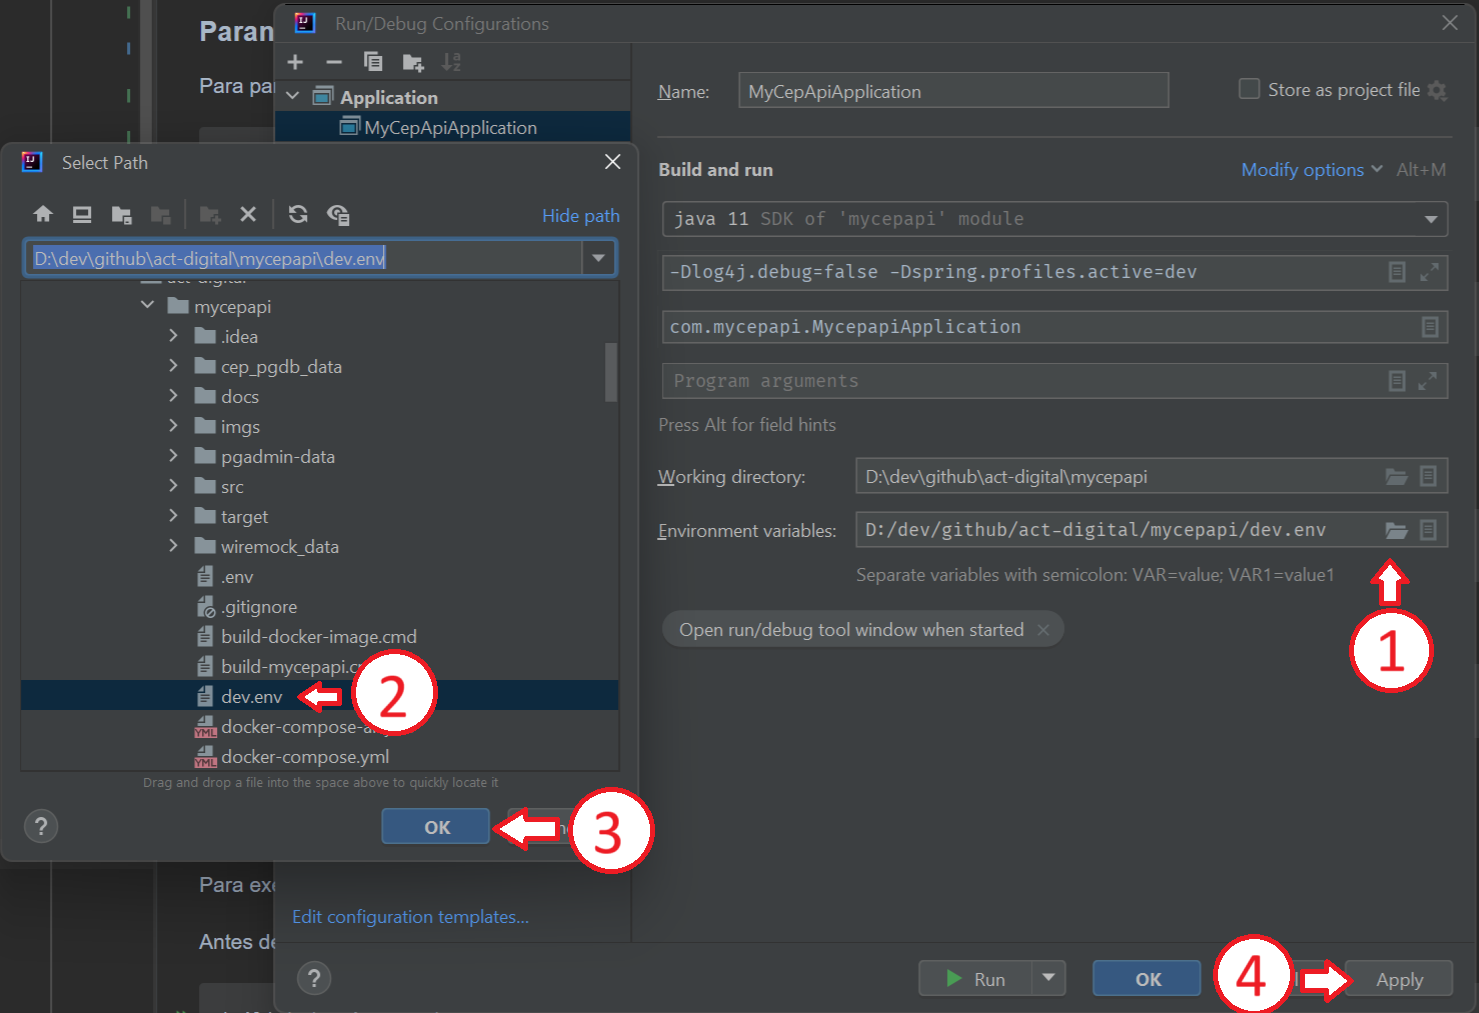 Run/Debug Configurations
Application
MyCepApiApplication
Name: MyCepApiApplication
Store as project file
Build and run
Modify options Alt+M
java 11 SDK of 'mycepapi' module
-Dlog4j.debug=false -Dspring.profiles.active=dev
com.mycepapi.MycepapiApplication
Program arguments
Press Alt for field hints
Working directory: D:\dev\github\act-digital\mycepapi
Environment variables: D:/dev/github/act-digital/mycepapi/dev.env
Separate variables with semicolon: VAR=value; VAR1=value1
Open run/debug tool window when started
1
Edit configuration templates...
?
Run
OK
4
Apply
Select Path
Hide path
D:\dev\github\act-digital\mycepapi\dev.env
act-digital
mycepapi
.idea
cep_pgdb_data
docs
imgs
pgadmin-data
src
target
wiremock_data
.env
.gitignore
build-docker-image.cmd
build-mycepapi.c
dev.env
2
docker-compose-a
docker-compose.yml
Drag and drop a file into the space above to quickly locate it
?
OK
3
Param
Para pa
Para exe
Antes de